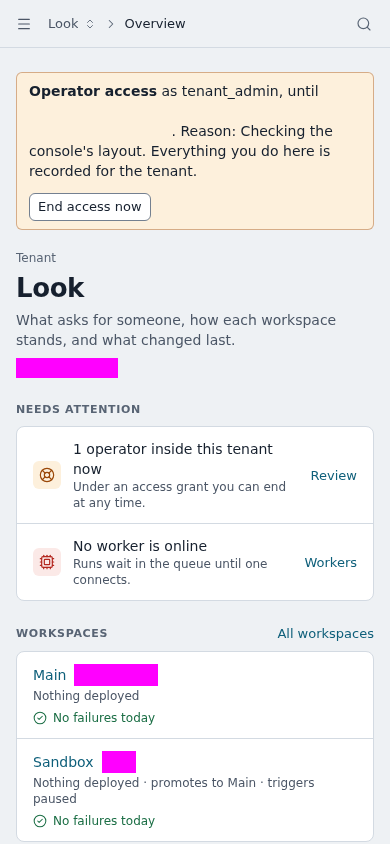 Look > Overview
Operator access as tenant_admin, until
. Reason: Checking the
console's layout. Everything you do here is
recorded for the tenant.
End access now
Tenant
Look
What asks for someone, how each workspace
stands, and what changed last.
NEEDS ATTENTION
1 operator inside this tenant
now
Under an access grant you can end
at any time.
Review
No worker is online
Runs wait in the queue until one
connects.
Workers
WORKSPACES
All workspaces
Main
Nothing deployed
No failures today
Sandbox
Nothing deployed · promotes to Main · triggers
paused
No failures today